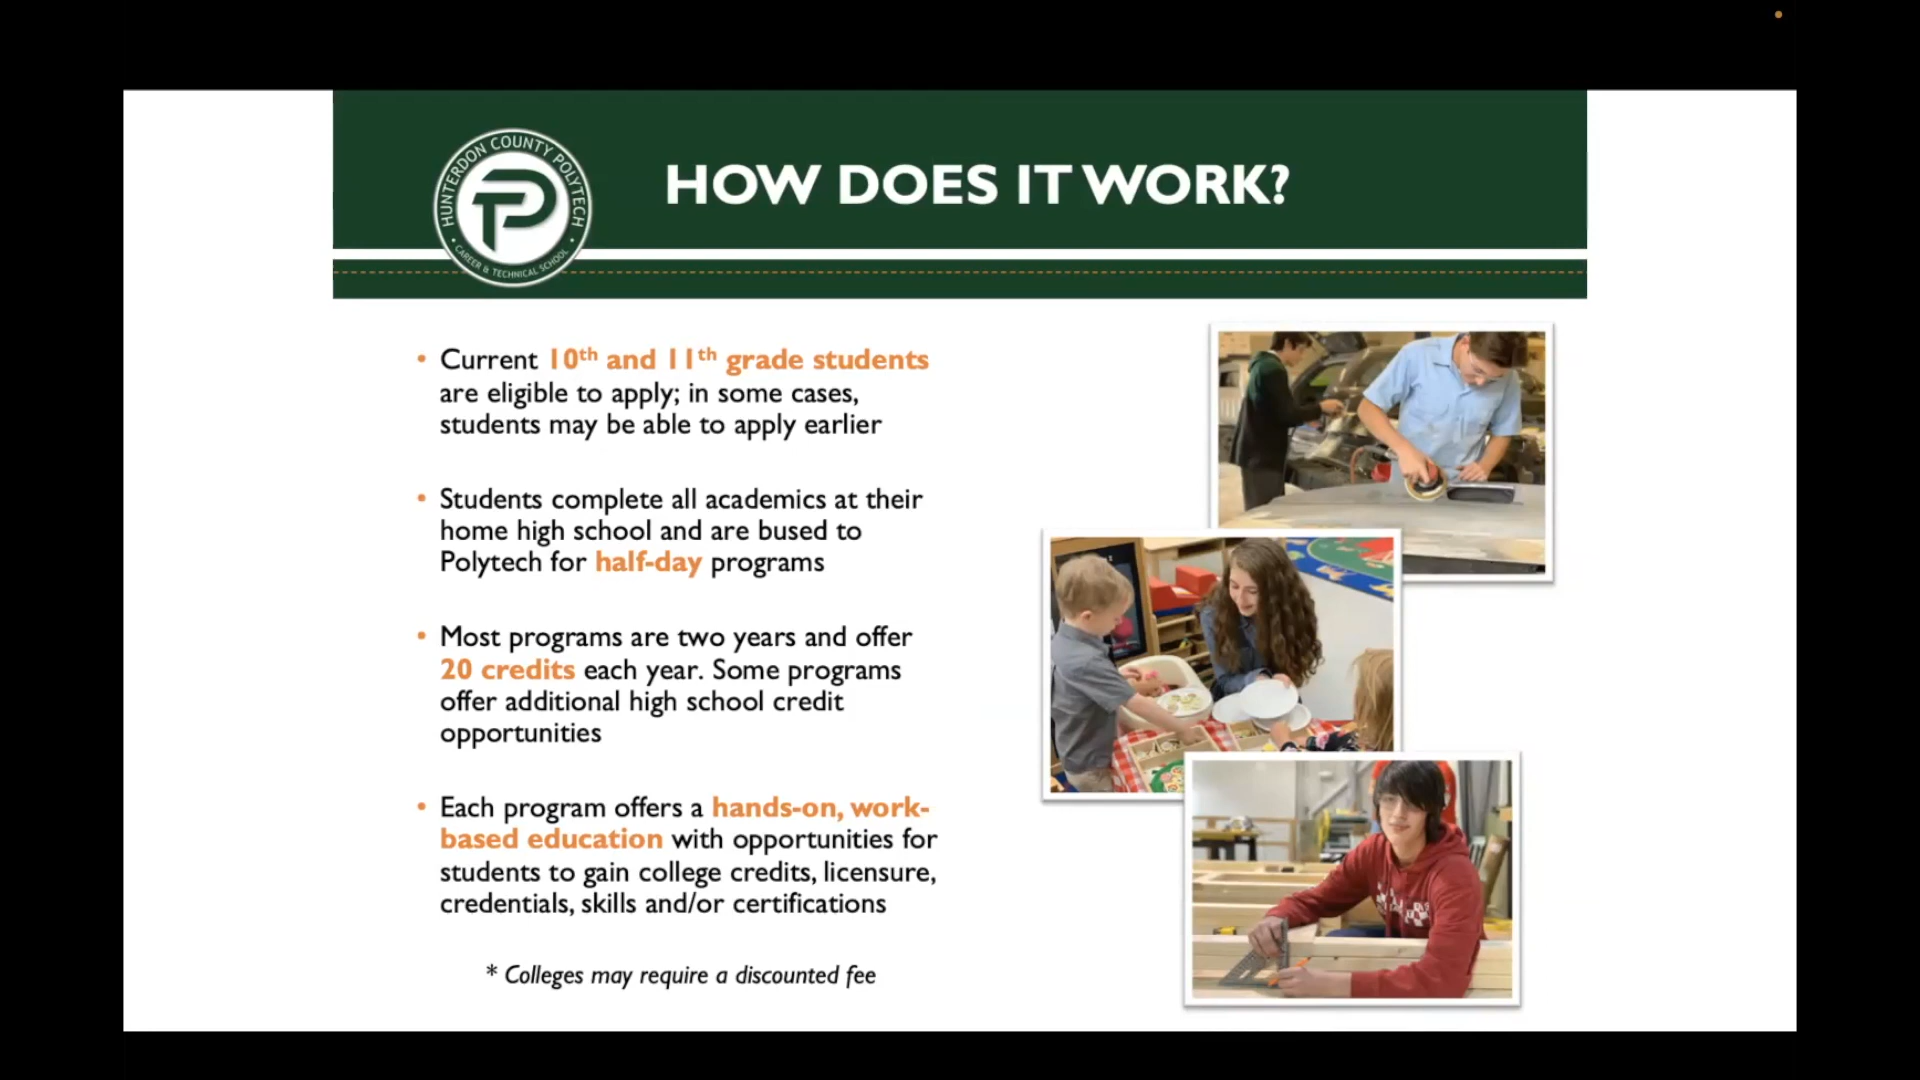 HUNTERDON COUNTY POLYTECH
CAREER & TECHNICAL SCHOOL
HOW DOES IT WORK?
• Current 10th and 11th grade students
are eligible to apply; in some cases,
students may be able to apply earlier
• Students complete all academics at their
home high school and are bused to
Polytech for half-day programs
• Most programs are two years and offer
20 credits each year. Some programs
offer additional high school credit
opportunities
• Each program offers a hands-on, work-
based education with opportunities for
students to gain college credits, licensure,
credentials, skills and/or certifications
* Colleges may require a discounted fee